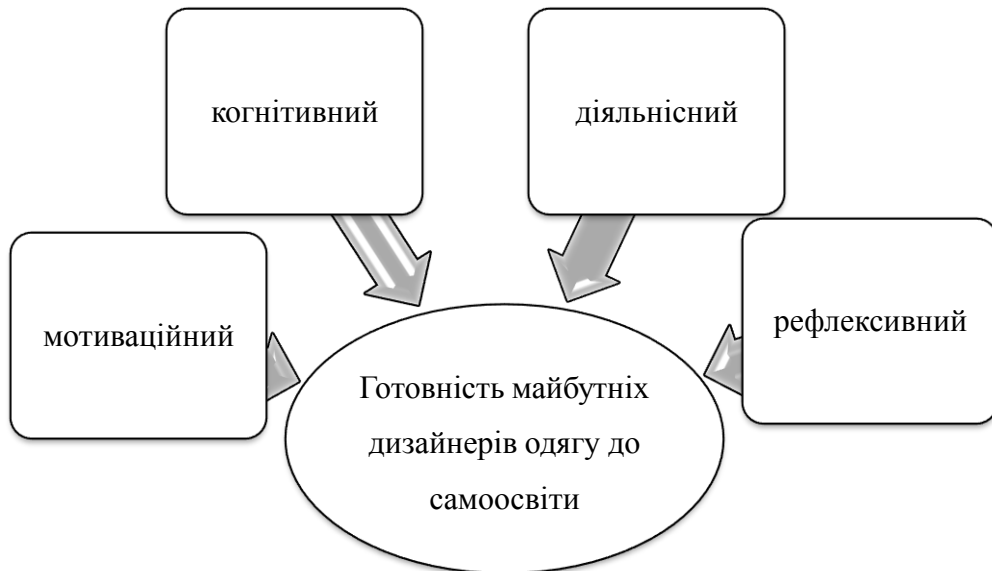 когнітивний
діяльнісний
мотиваційний
рефлексивний
Готовність майбутніх
дизайнерів одягу до
самоосвіти